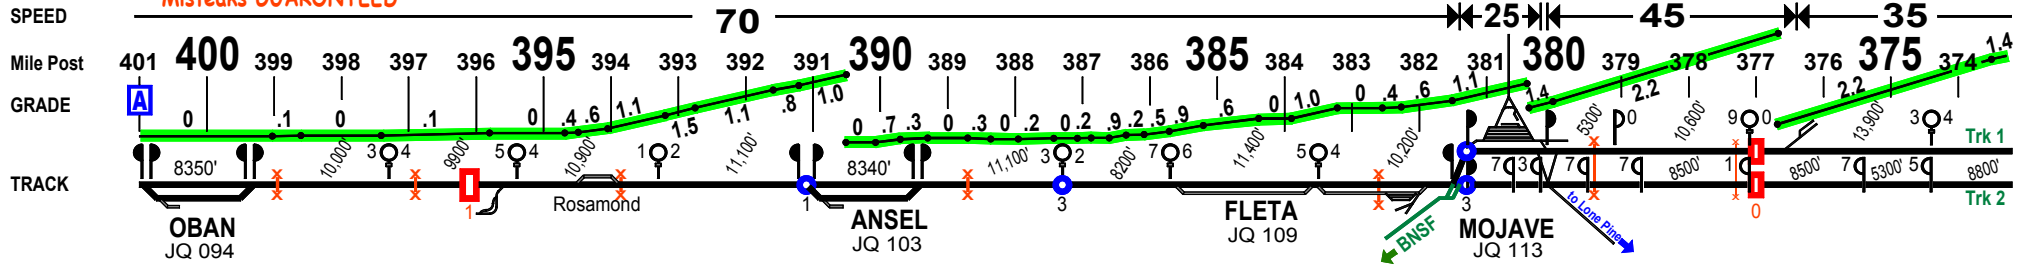 Misteaks GUARONTEED
SPEED 70 25 45 35
Mile Post 401 400 399 398 397 396 395 394 393 392 391 390 389 388 387 386 385 384 383 382 381 380 379 378 377 376 375 374
GRADE A 0 .1 0 .1 0 .4 .6 1.1 1.5 1.1 .8 1.0 0 .7 .3 0 .3 0 .2 0 .2 .9 .2 .5 .9 .6 0 1.0 0 .4 .6 1.1 1.4 2.2 2.2 1.4
8350' 10,000' 3 4 9900' 5 4 10,900' 1 2 11,100' 8340' 11,100' 3 2 8200' 7 6 11,400' 5 4 10,200' 5300' 0 10,600' 9 0 13,900' 3 4 Trk 1
TRACK 7 3 7 7 8500' 1 8500' 7 5300' 5 8800'
1 Rosamond 1 3 3 to Lone Pine 0 Trk 2
OBAN ANSEL FLETA BNSF MOJAVE
JQ 094 JQ 103 JQ 109 JQ 113